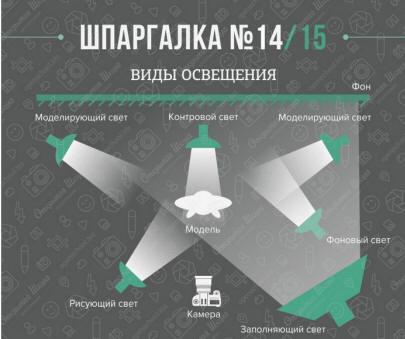 ШПАРГАЛКА №14/15
ВИДЫ ОСВЕЩЕНИЯ
Фон
Моделирующий свет
Контровой свет
Моделирующий свет
Модель
Фоновый свет
Рисующий свет
Камера
Заполняющий свет